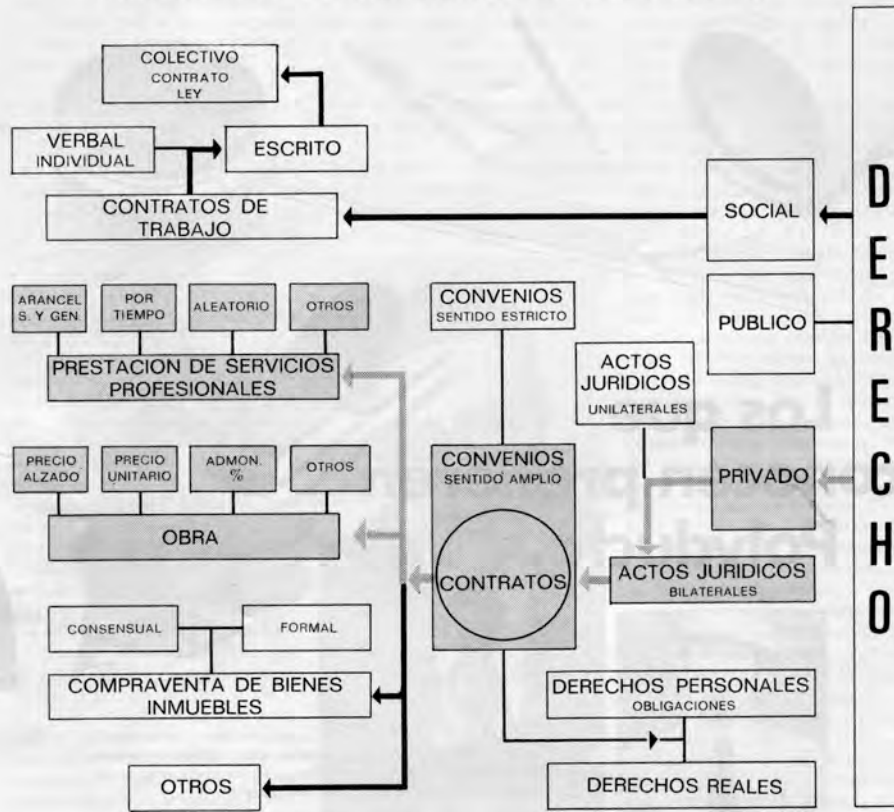 COLECTIVO
CONTRATO
LEY
VERBAL
INDIVIDUAL
ESCRITO
CONTRATOS DE
TRABAJO
SOCIAL
PUBLICO
DERECHO
ARANCEL
S. Y GEN.
POR
TIEMPO
ALEATORIO
OTROS
PRESTACION DE SERVICIOS
PROFESIONALES
CONVENIOS
SENTIDO ESTRICTO
ACTOS
JURIDICOS
UNILATERALES
PRECIO
ALZADO
PRECIO
UNITARIO
ADMON.
%
OTROS
OBRA
CONVENIOS
SENTIDO AMPLIO
CONTRATOS
PRIVADO
ACTOS JURIDICOS
BILATERALES
CONSENSUAL
FORMAL
COMPRAVENTA DE BIENES
INMUEBLES
OTROS
DERECHOS PERSONALES
OBLIGACIONES
DERECHOS REALES